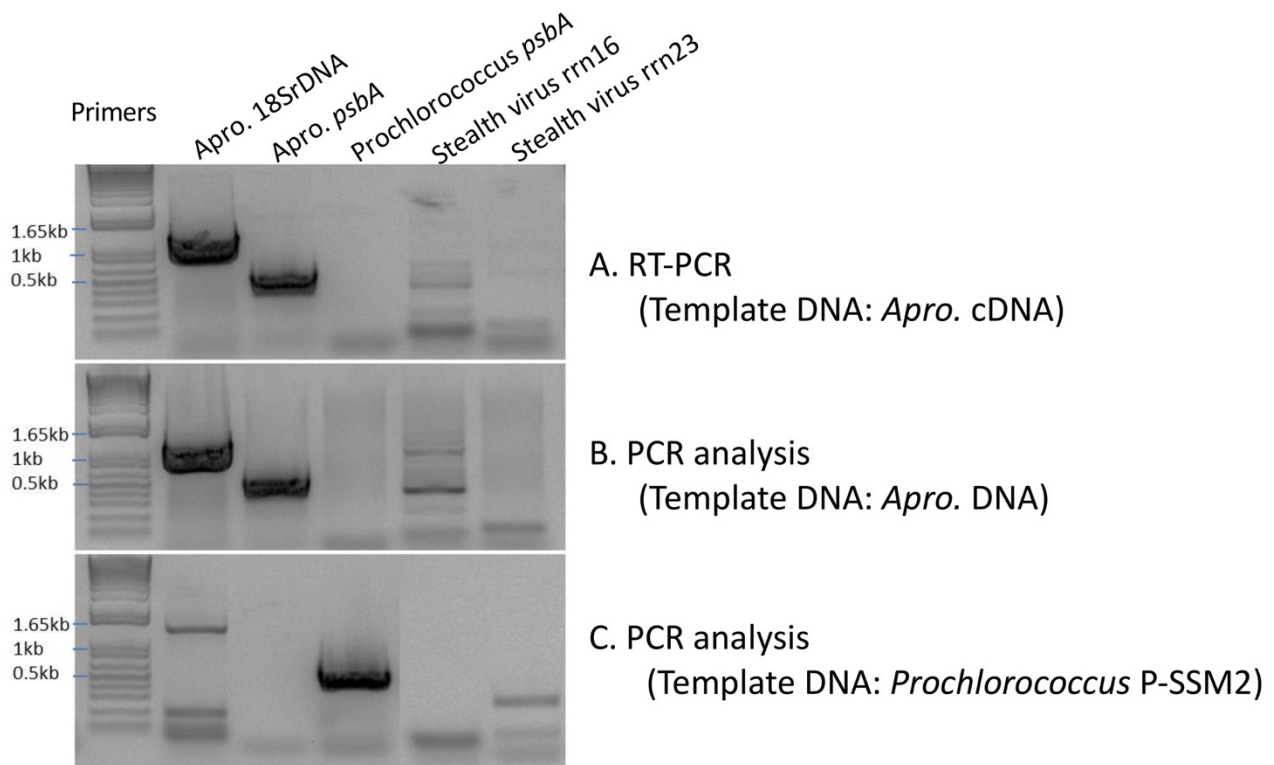 Primers
Apro. 18SrDNA
Apro. psbA
Prochlorococcus psbA
Stealth virus rrn16
Stealth virus rrn23
1.65kb
1kb
0.5kb
A. RT-PCR
(Template DNA: Apro. cDNA)
1.65kb
1kb
0.5kb
B. PCR analysis
(Template DNA: Apro. DNA)
1.65kb
1kb
0.5kb
C. PCR analysis
(Template DNA: Prochlorococcus P-SSM2)